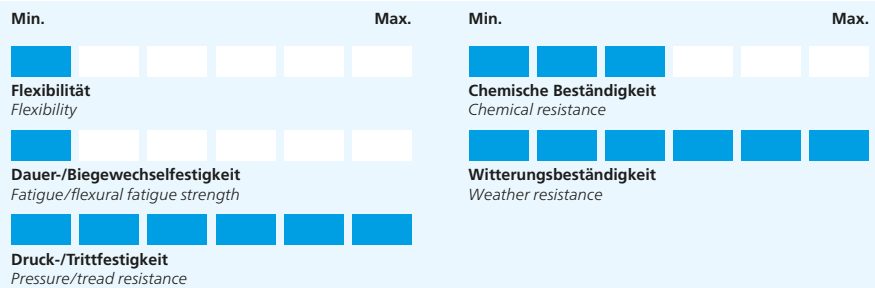 Min. Max.
Flexibilität
Flexibility
Dauer-/Biegewechselfestigkeit
Fatigue/flexural fatigue strength
Druck-/Trittfestigkeit
Pressure/tread resistance
Min. Max.
Chemische Beständigkeit
Chemical resistance
Witterungsbeständigkeit
Weather resistance